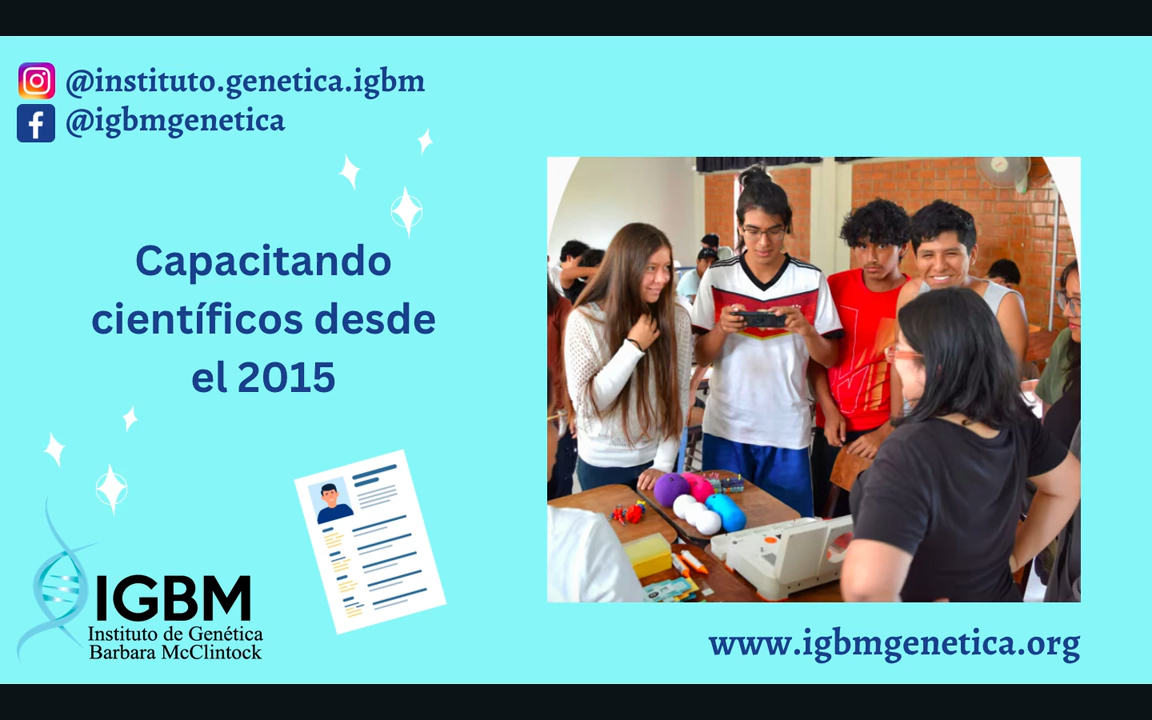 @instituto.genetica.igbm
@igbmgenetica
Capacitando
científicos desde
el 2015
IGBM
Instituto de Genética
Barbara McClintock
www.igbmgenetica.org